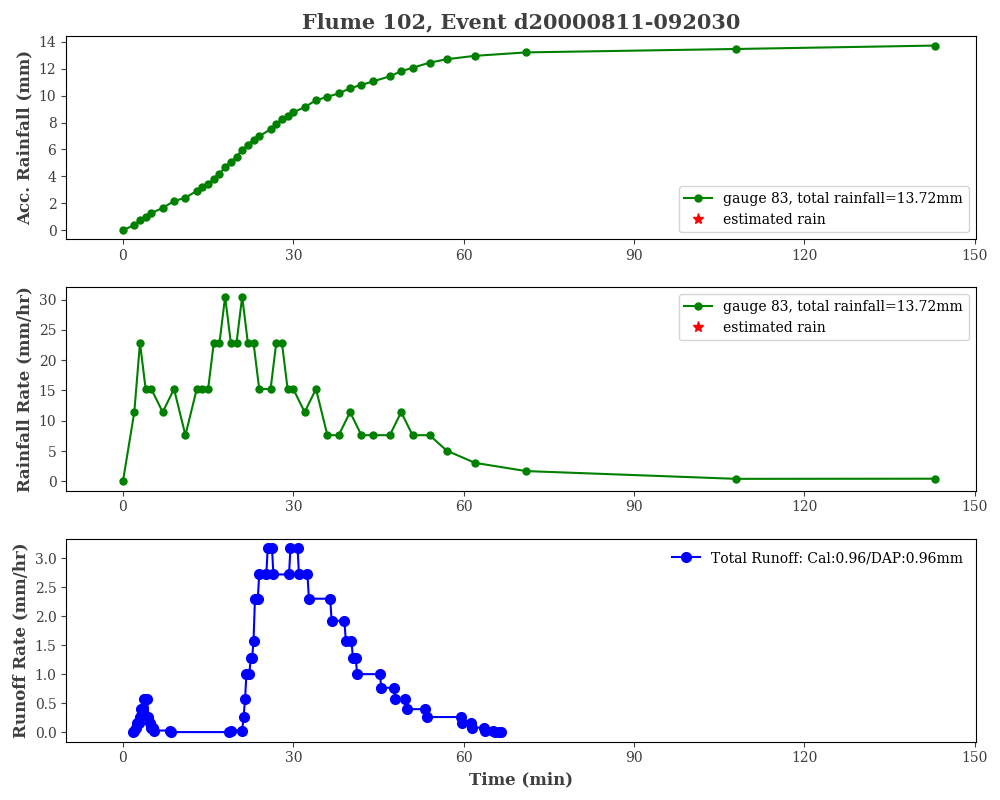 Flume 102, Event d20000811-092030
Acc. Rainfall (mm)
14
12
10
8
6
4
2
0
gauge 83, total rainfall=13.72mm
estimated rain
0 30 60 90 120 150
Rainfall Rate (mm/hr)
30
25
20
15
10
5
0
gauge 83, total rainfall=13.72mm
estimated rain
0 30 60 90 120 150
Runoff Rate (mm/hr)
3.0
2.5
2.0
1.5
1.0
0.5
0.0
Total Runoff: Cal:0.96/DAP:0.96mm
0 30 60 90 120 150
Time (min)